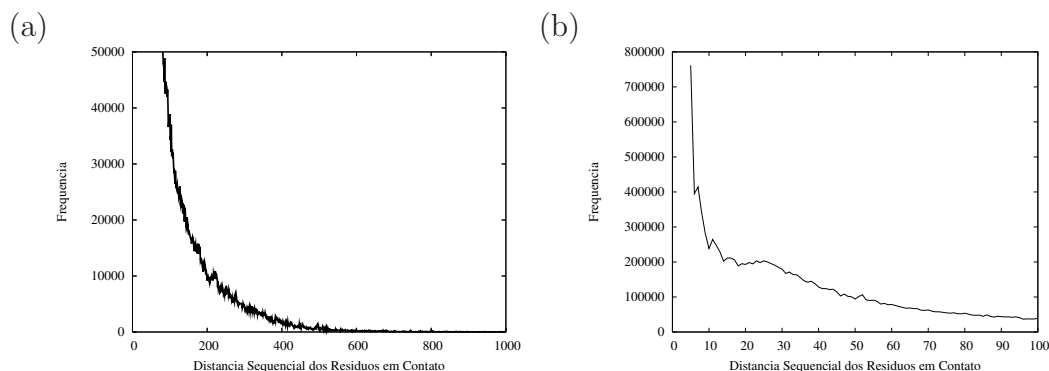 (a)
50000
40000
30000
20000
10000
0
Frequencia
0 200 400 600 800 1000
Distancia Sequencial dos Residuos em Contato
(b)
800000
700000
600000
500000
400000
300000
200000
100000
0
Frequencia
0 10 20 30 40 50 60 70 80 90 100
Distancia Sequencial dos Residuos em Contato